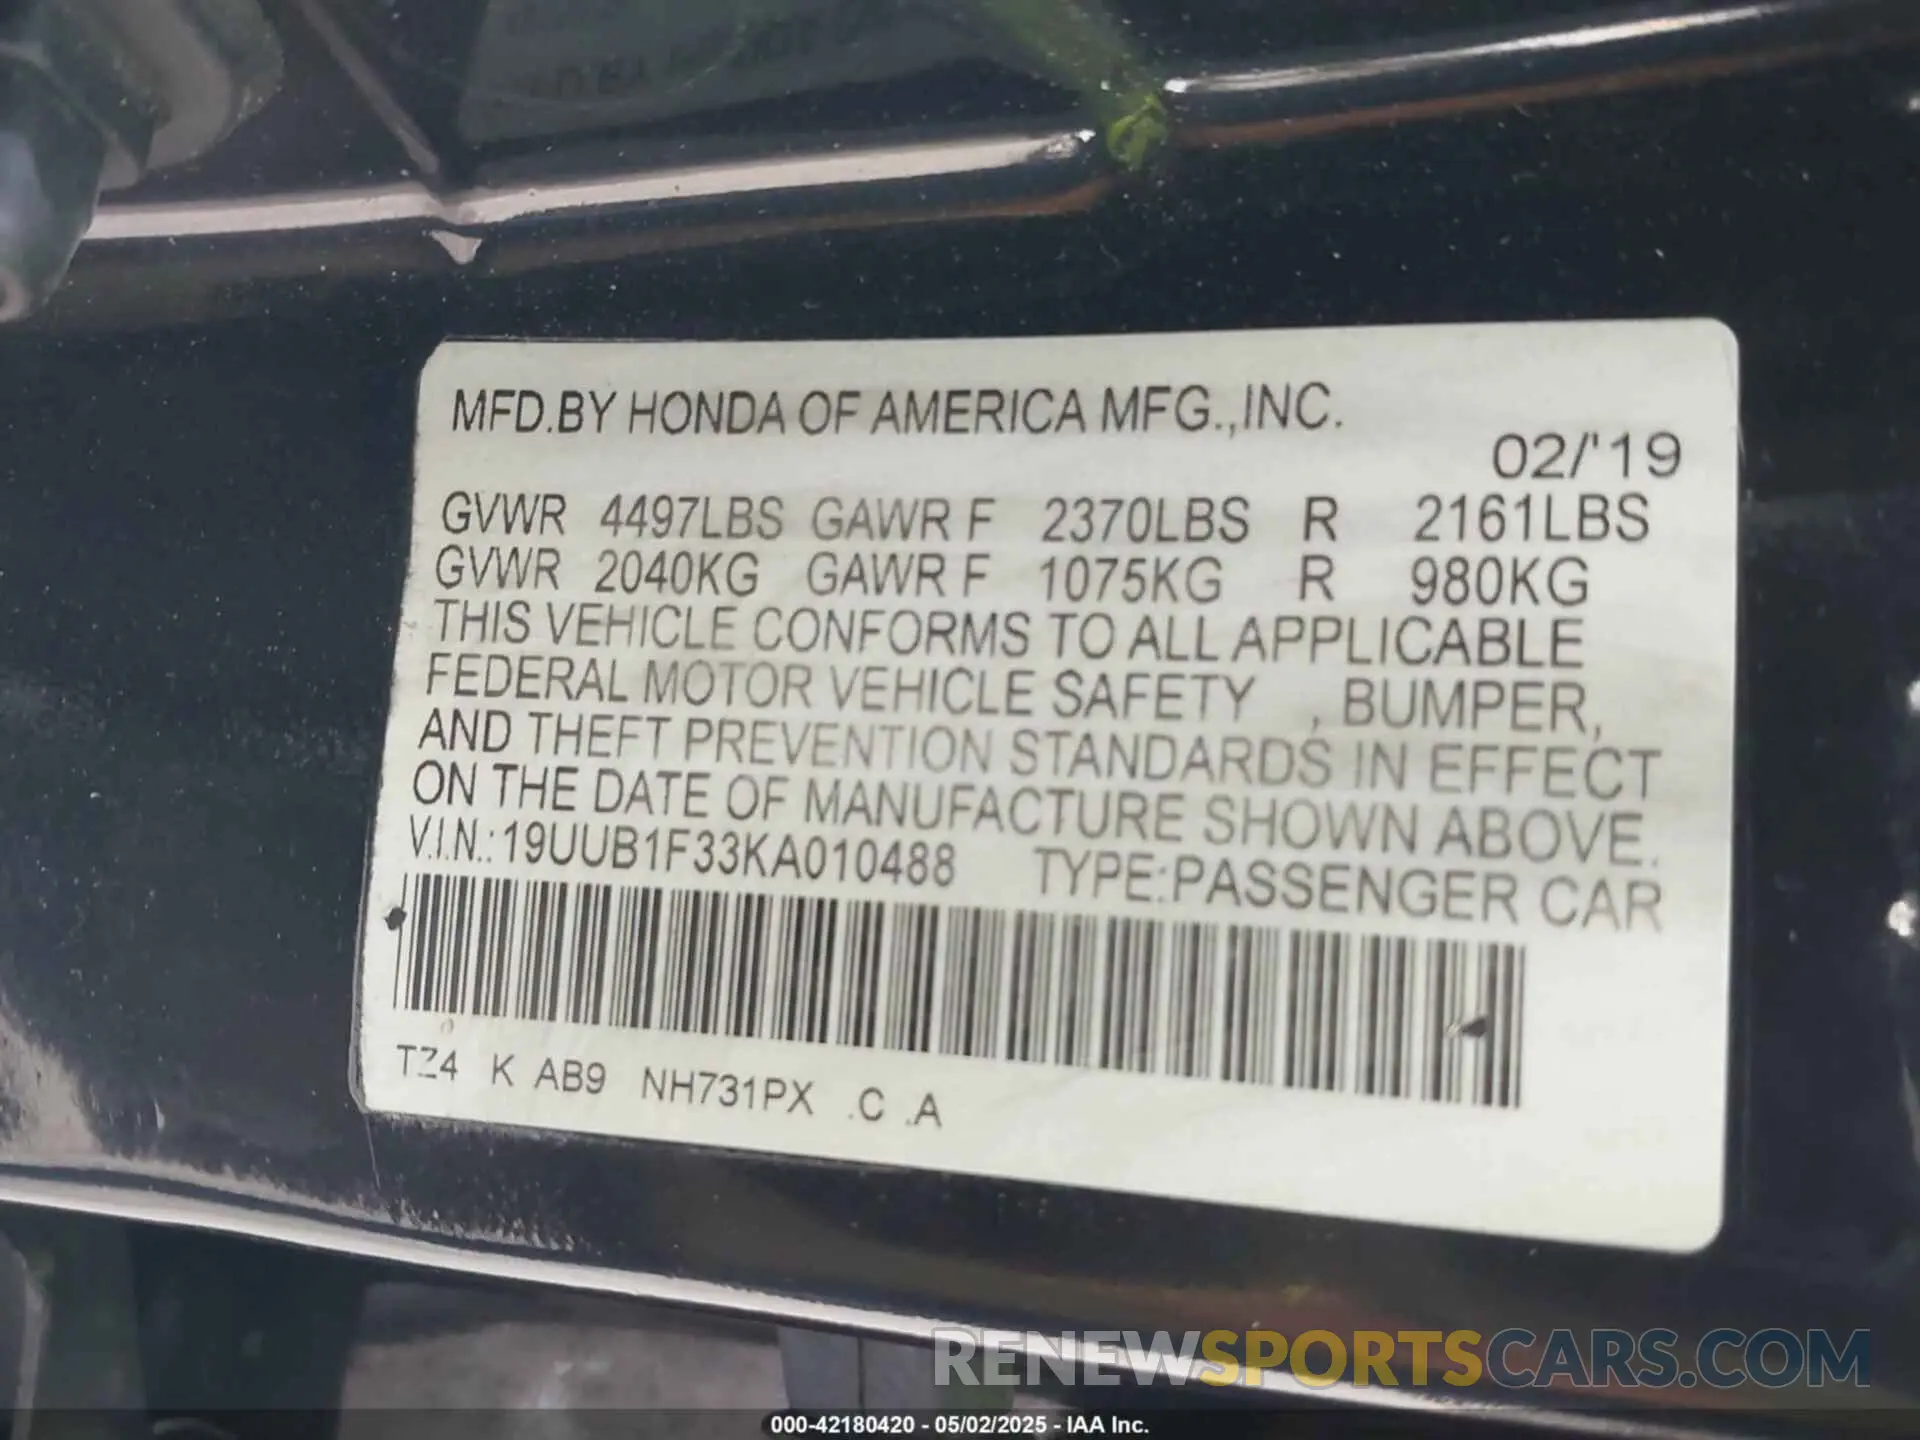 MFD.BY HONDA OF AMERICA MFG.,INC.
02/'19
GVWR 4497LBS GAWR F 2370LBS R 2161LBS
GVWR 2040KG GAWR F 1075KG R 980KG
THIS VEHICLE CONFORMS TO ALL APPLICABLE
FEDERAL MOTOR VEHICLE SAFETY , BUMPER,
AND THEFT PREVENTION STANDARDS IN EFFECT
ON THE DATE OF MANUFACTURE SHOWN ABOVE.
V.I.N.:19UUB1F33KA010488 TYPE:PASSENGER CAR
TZ4 K AB9 NH731PX .C .A
RENEWSPORTSCARS.COM
000-42180420 - 05/02/2025 - IAA Inc.